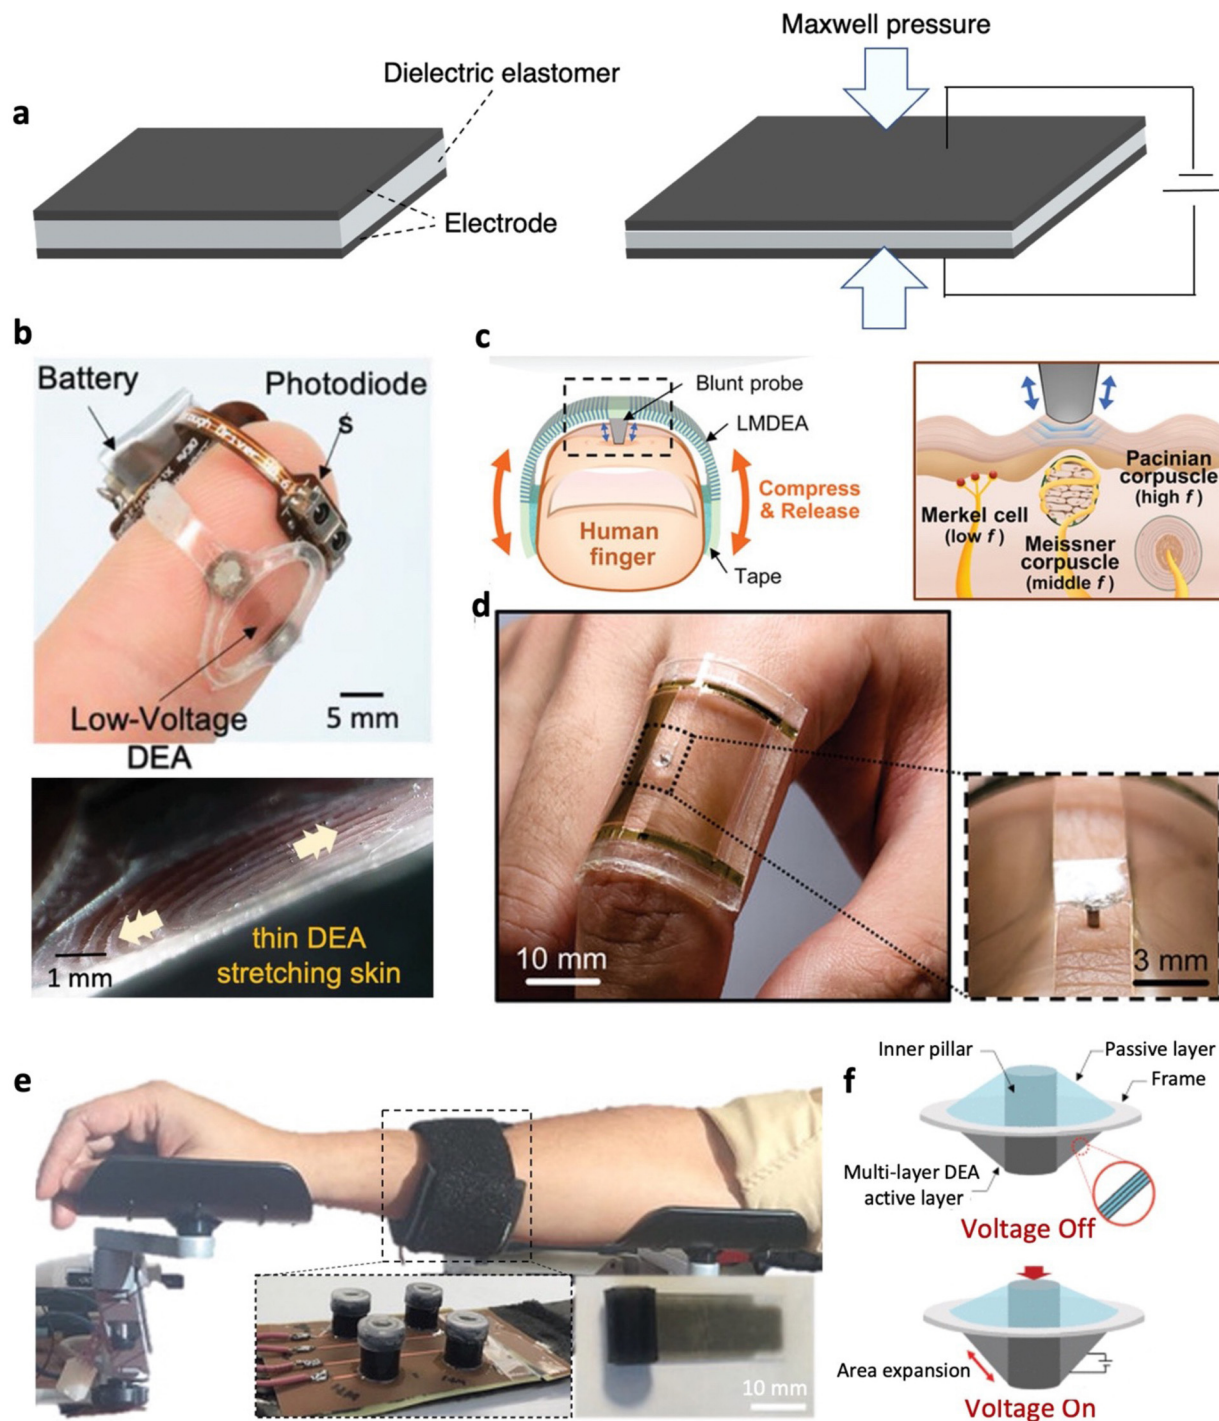 Maxwell pressure
Dielectric elastomer
a
Electrode
b
Battery
Photodiode
s
Low-Voltage
DEA
5 mm
1 mm
thin DEA
stretching skin
c
Blunt probe
LMDEA
Compress
& Release
Human
finger
Tape
Merkel cell
(low f)
Meissner
corpuscle
(middle f)
Pacinian
corpuscle
(high f)
d
10 mm
3 mm
e
10 mm
f
Inner pillar
Passive layer
Frame
Multi-layer DEA
active layer
Voltage Off
Area expansion
Voltage On